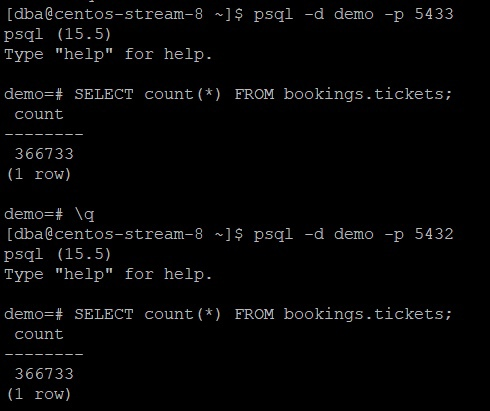 [dba@centos-stream-8 ~]$ psql -d demo -p 5433
psql (15.5)
Type "help" for help.

demo=# SELECT count(*) FROM bookings.tickets;
 count
--------
 366733
(1 row)

demo=# \q
[dba@centos-stream-8 ~]$ psql -d demo -p 5432
psql (15.5)
Type "help" for help.

demo=# SELECT count(*) FROM bookings.tickets;
 count
--------
 366733
(1 row)